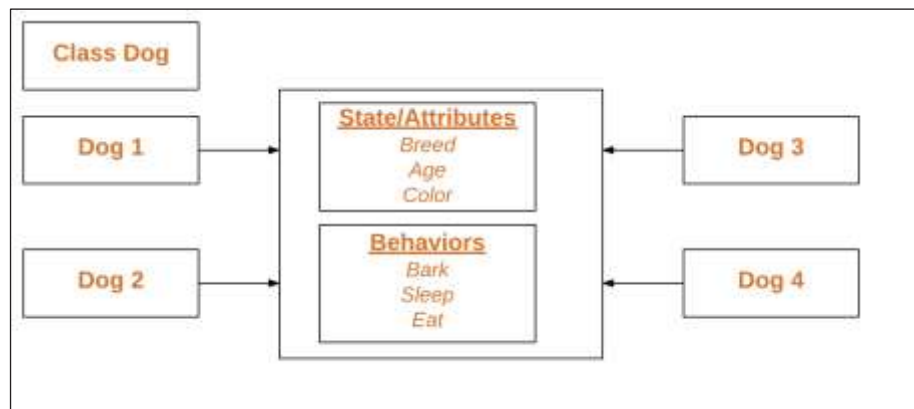 Class Dog
Dog 1
Dog 2
State/Attributes
Breed
Age
Color
Behaviors
Bark
Sleep
Eat
Dog 3
Dog 4